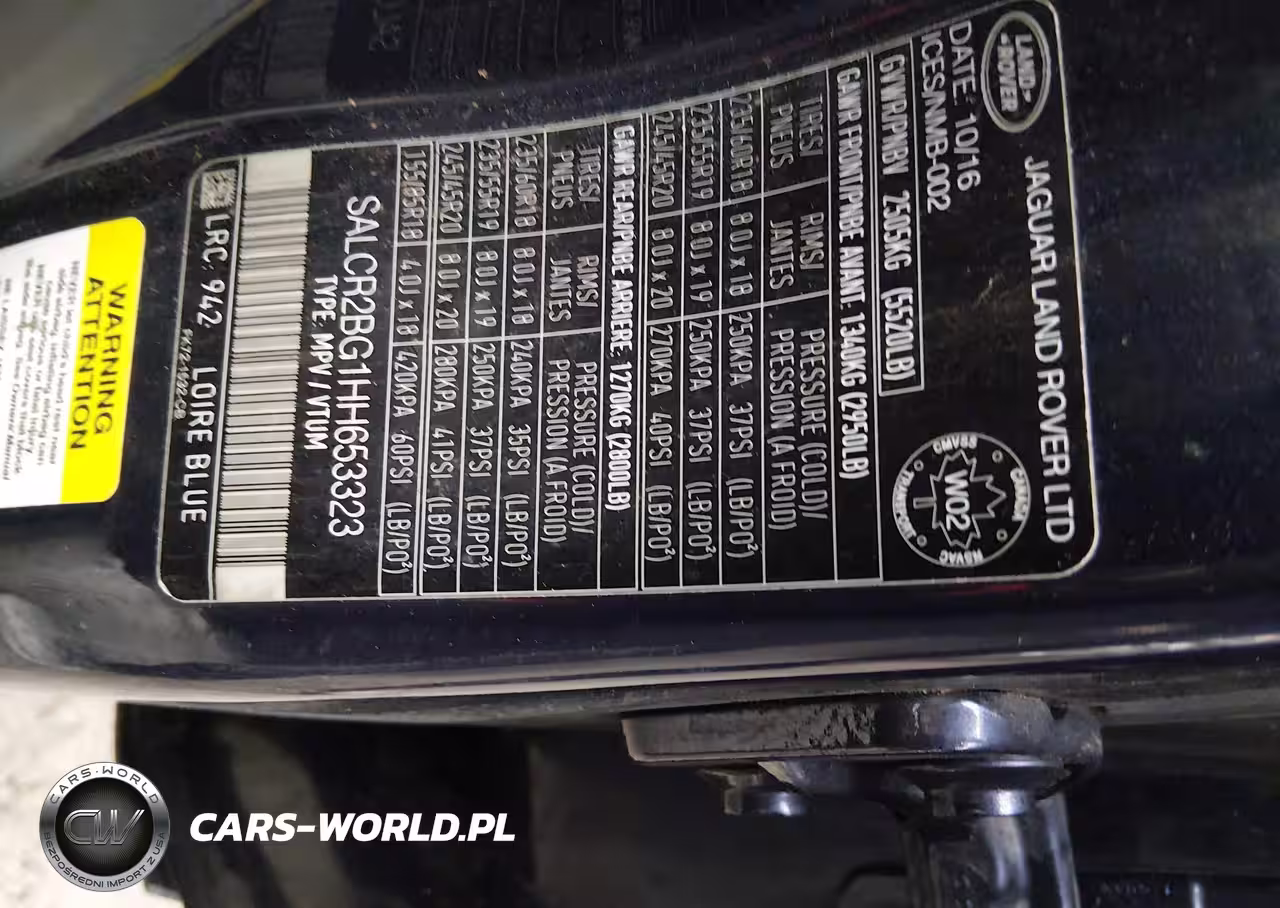 LAND-
-ROVER
JAGUAR LAND ROVER LTD
DATE: 10/16
ICES/NMB-002
CMVSS
CANADA
W02
TRANSPORT
NSVAC
GVWR/PNBV 2505KG (5520LB)
GAWR FRONT/PNBE AVANT: 1340KG (2950LB)
TIRES/ RIMS/ PRESSURE (COLD)/
PNEUS JANTES PRESSION (A FROID)
235/60R18 8.0J x 18 250KPA 37PSI (LB/PO²)
235/55R19 8.0J x 19 250KPA 37PSI (LB/PO²)
245/45R20 8.0J x 20 270KPA 40PSI (LB/PO²)
GAWR REAR/PNBE ARRIERE: 1270KG (2800LB)
TIRES/ RIMS/ PRESSURE (COLD)/
PNEUS JANTES PRESSION (A FROID)
235/60R18 8.0J x 18 240KPA 35PSI (LB/PO²)
235/55R19 8.0J x 19 250KPA 37PSI (LB/PO²)
245/45R20 8.0J x 20 280KPA 41PSI (LB/PO²)
155/85R18 4.0J x 18 420KPA 60PSI (LB/PO²)
SALCR2BG1HH653323
TYPE: MPV / VTUM
LRC: 942 LOIRE BLUE
WARNING
ATTENTION
CARS-WORLD
CW
BEZPOŚREDNI IMPORT Z USA
CARS-WORLD.PL